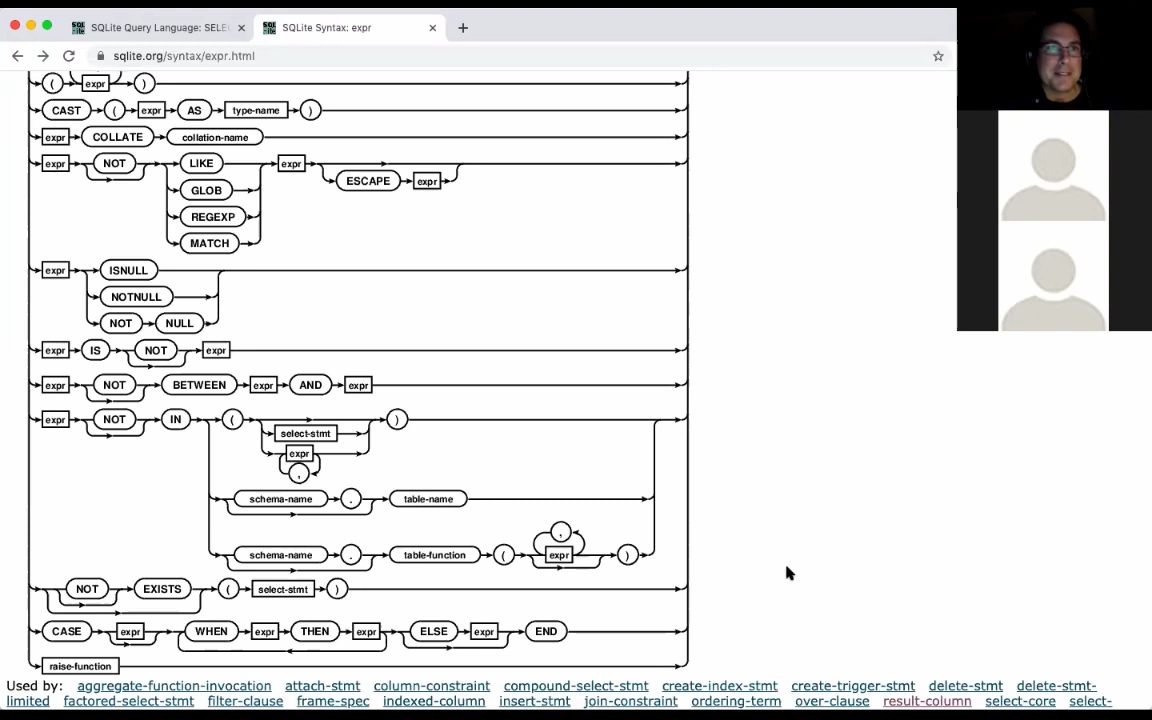 SQLite Query Language: SELE
SQLite Syntax: expr
sqlite.org/syntax/expr.html
( expr )
CAST ( expr AS type-name )
expr COLLATE collation-name
expr NOT LIKE expr
ESCAPE expr
GLOB
REGEXP
MATCH
expr ISNULL
NOTNULL
NOT NULL
expr IS NOT expr
expr NOT BETWEEN expr AND expr
expr NOT IN ( )
select-stmt
expr
,
schema-name . table-name
,
schema-name . table-function ( expr )
NOT EXISTS ( select-stmt )
CASE expr WHEN expr THEN expr ELSE expr END
raise-function
Used by: aggregate-function-invocation attach-stmt column-constraint compound-select-stmt create-index-stmt create-trigger-stmt delete-stmt delete-stmt-
limited factored-select-stmt filter-clause frame-spec indexed-column insert-stmt join-constraint ordering-term over-clause result-column select-core select-